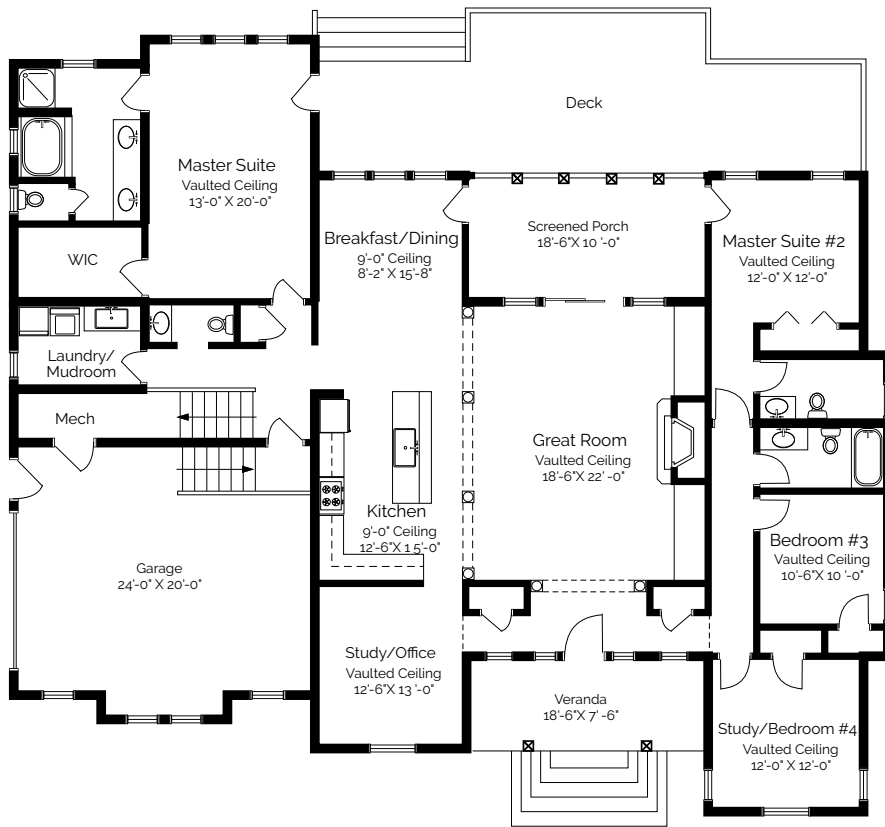 Deck
Master Suite
Vaulted Ceiling
13'-0" X 20'-0"
Screened Porch
18'-6"X 10 '-0"
Breakfast/Dining
9'-0" Ceiling
8'-2" X 15'-8"
Master Suite #2
Vaulted Ceiling
12'-0" X 12'-0"
WIC
Laundry/
Mudroom
Mech
Great Room
Vaulted Ceiling
18'-6"X 22' -0"
Kitchen
9'-0" Ceiling
12'-6"X 1 5'-0"
Bedroom #3
Vaulted Ceiling
10'-6"X 10 '-0"
Garage
24'-0" X 20'-0"
Study/Office
Vaulted Ceiling
12'-6"X 13 '-0"
Veranda
18'-6"X 7' -6"
Study/Bedroom #4
Vaulted Ceiling
12'-0" X 12'-0"